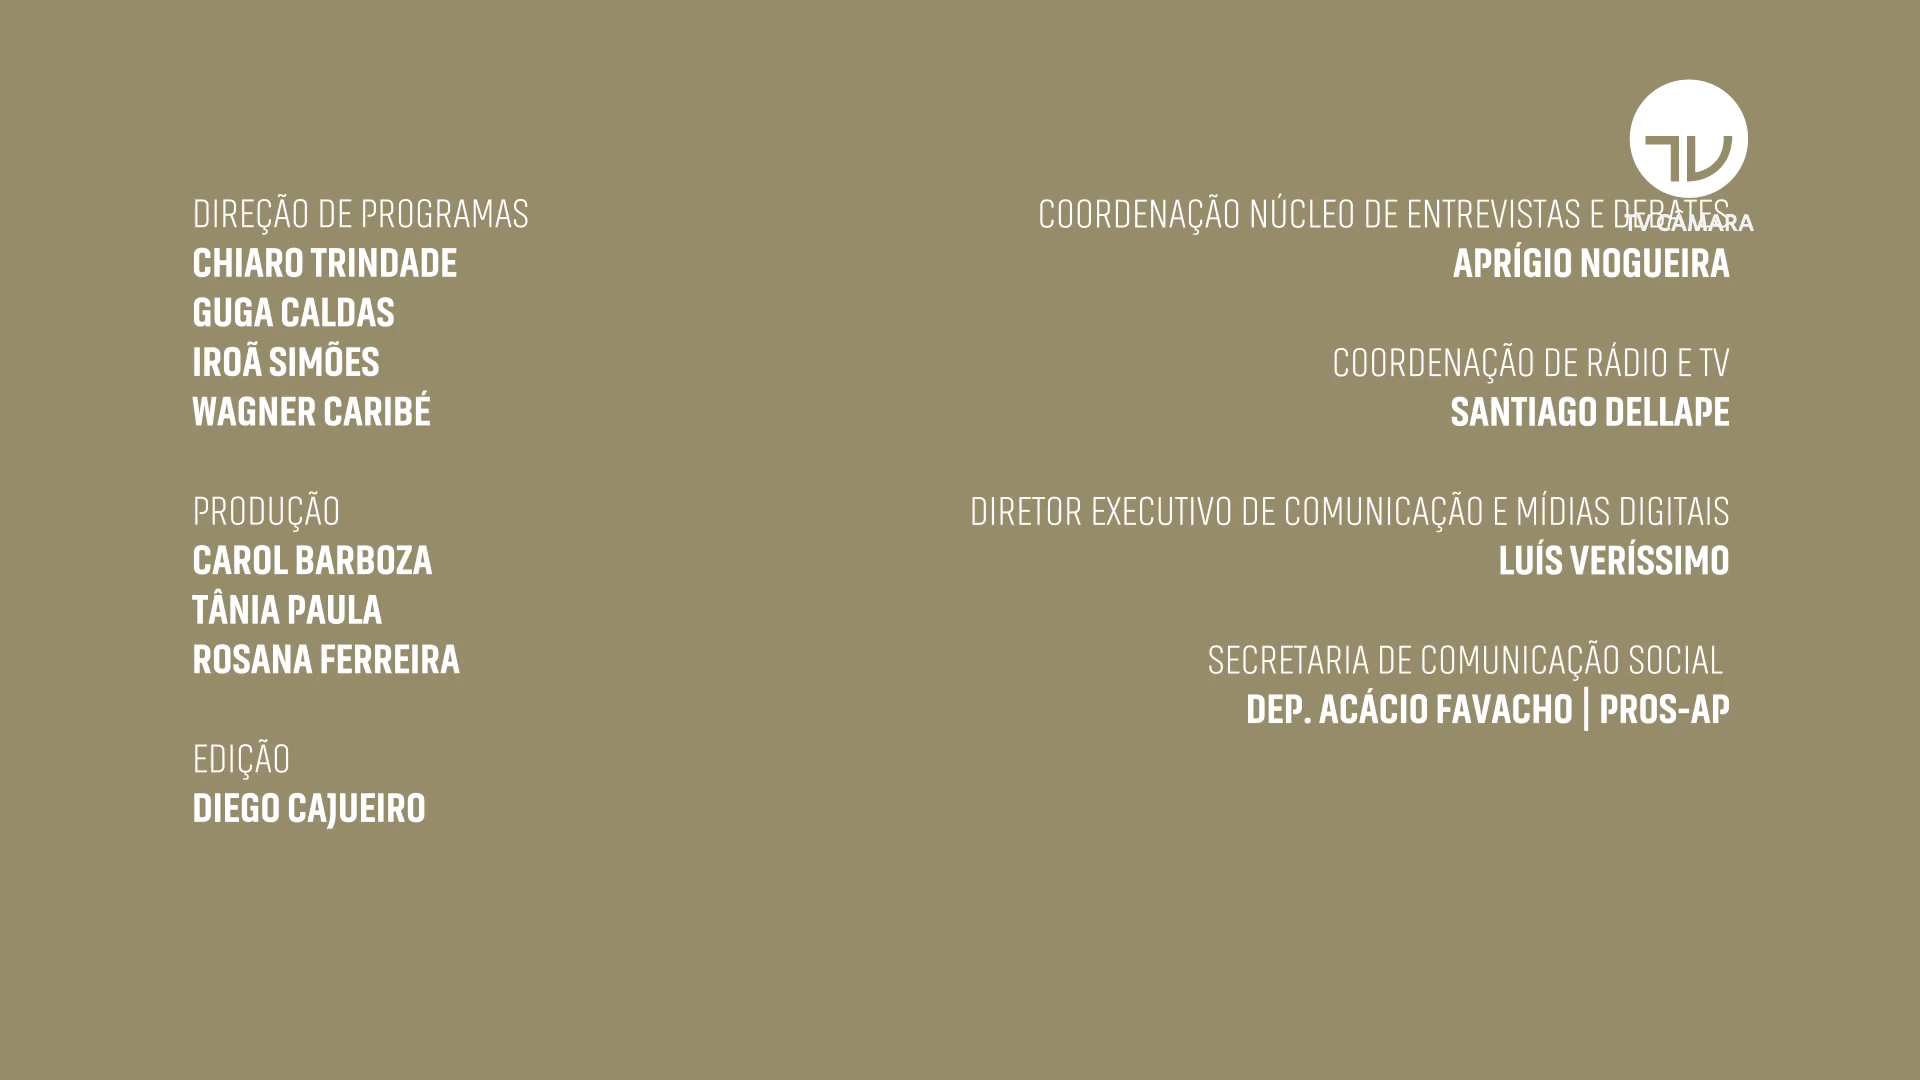 DIREÇÃO DE PROGRAMAS
CHIARO TRINDADE
GUGA CALDAS
IROÃ SIMÕES
WAGNER CARIBÉ
PRODUÇÃO
CAROL BARBOZA
TÂNIA PAULA
ROSANA FERREIRA
EDIÇÃO
DIEGO CAJUEIRO
TV
TV CÂMARA
COORDENAÇÃO NÚCLEO DE ENTREVISTAS E DEBATES
APRÍGIO NOGUEIRA
COORDENAÇÃO DE RÁDIO E TV
SANTIAGO DELLAPE
DIRETOR EXECUTIVO DE COMUNICAÇÃO E MÍDIAS DIGITAIS
LUÍS VERÍSSIMO
SECRETARIA DE COMUNICAÇÃO SOCIAL
DEP. ACÁCIO FAVACHO | PROS-AP